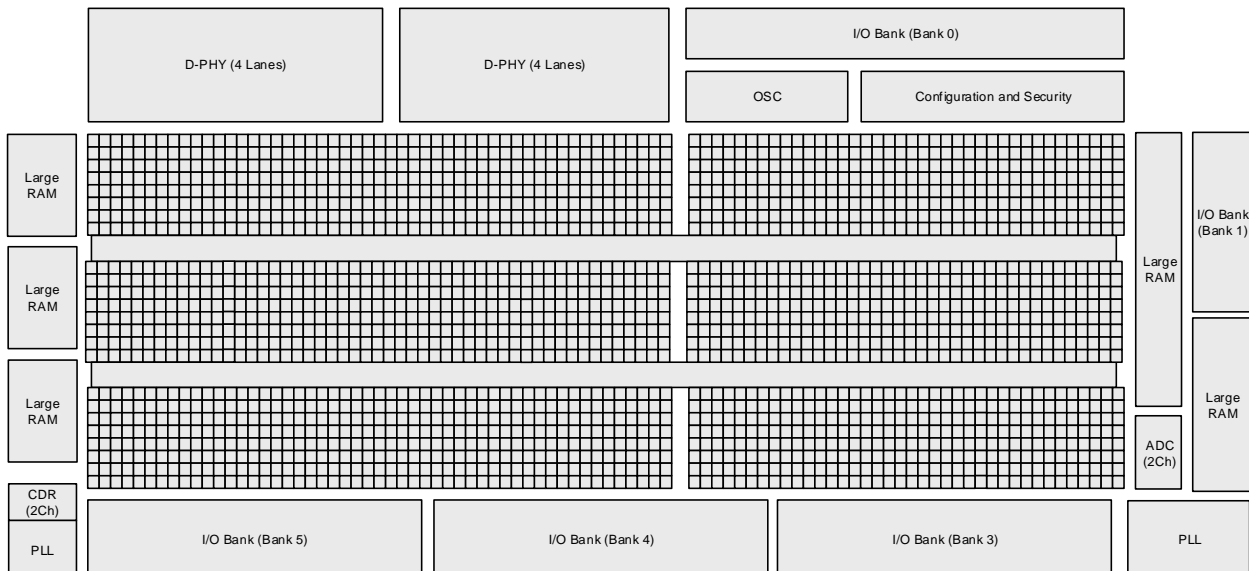 D-PHY (4 Lanes)
D-PHY (4 Lanes)
I/O Bank (Bank 0)
OSC
Configuration and Security
Large
RAM
Large
RAM
Large
RAM
Large
RAM
I/O Bank
(Bank 1)
Large
RAM
ADC
(2Ch)
CDR
(2Ch)
PLL
I/O Bank (Bank 5)
I/O Bank (Bank 4)
I/O Bank (Bank 3)
PLL